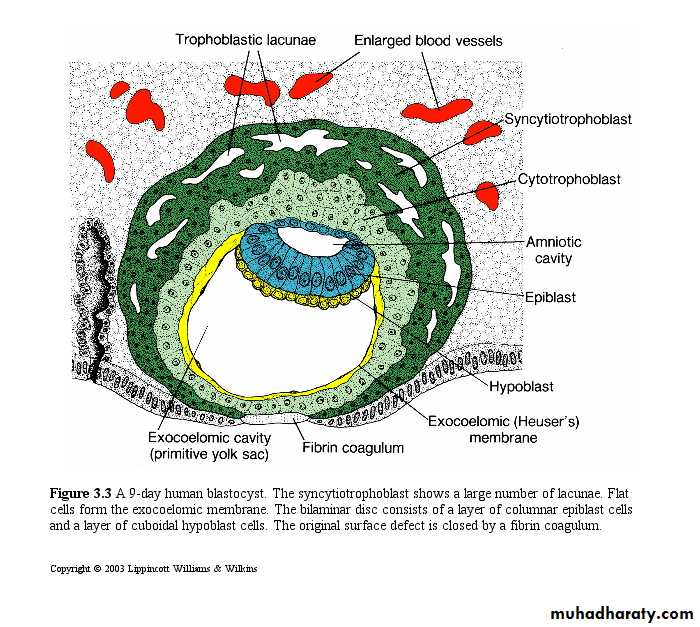 Trophoblastic lacunae
Enlarged blood vessels
Syncytiotrophoblast
Cytotrophoblast
Amniotic
cavity
Epiblast
Hypoblast
Exocoelomic (Heuser's)
membrane
Fibrin coagulum
Exocoelomic cavity
(primitive yolk sac)
Figure 3.3 A 9-day human blastocyst. The syncytiotrophoblast shows a large number of lacunae. Flat
cells form the exocoelomic membrane. The bilaminar disc consists of a layer of columnar epiblast cells
and a layer of cuboidal hypoblast cells. The original surface defect is closed by a fibrin coagulum.
Copyright © 2003 Lippincott Williams & Wilkins
muhadharaty.com